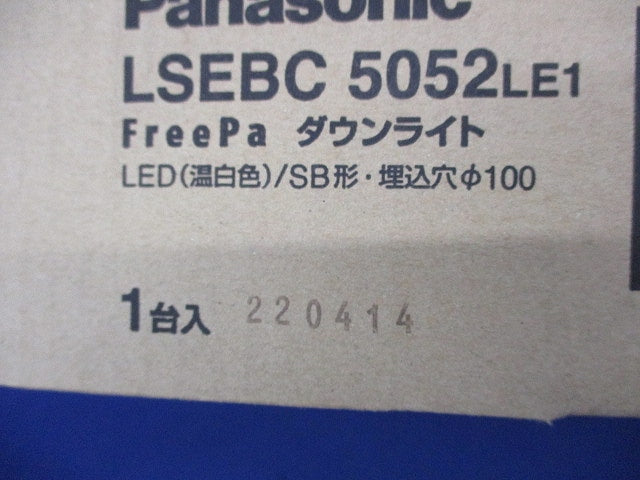 Panasonic
LSEBC 5052LE1
FreePa ダウンライト
LED(温白色)/SB形・埋込穴φ100
1台入 220414